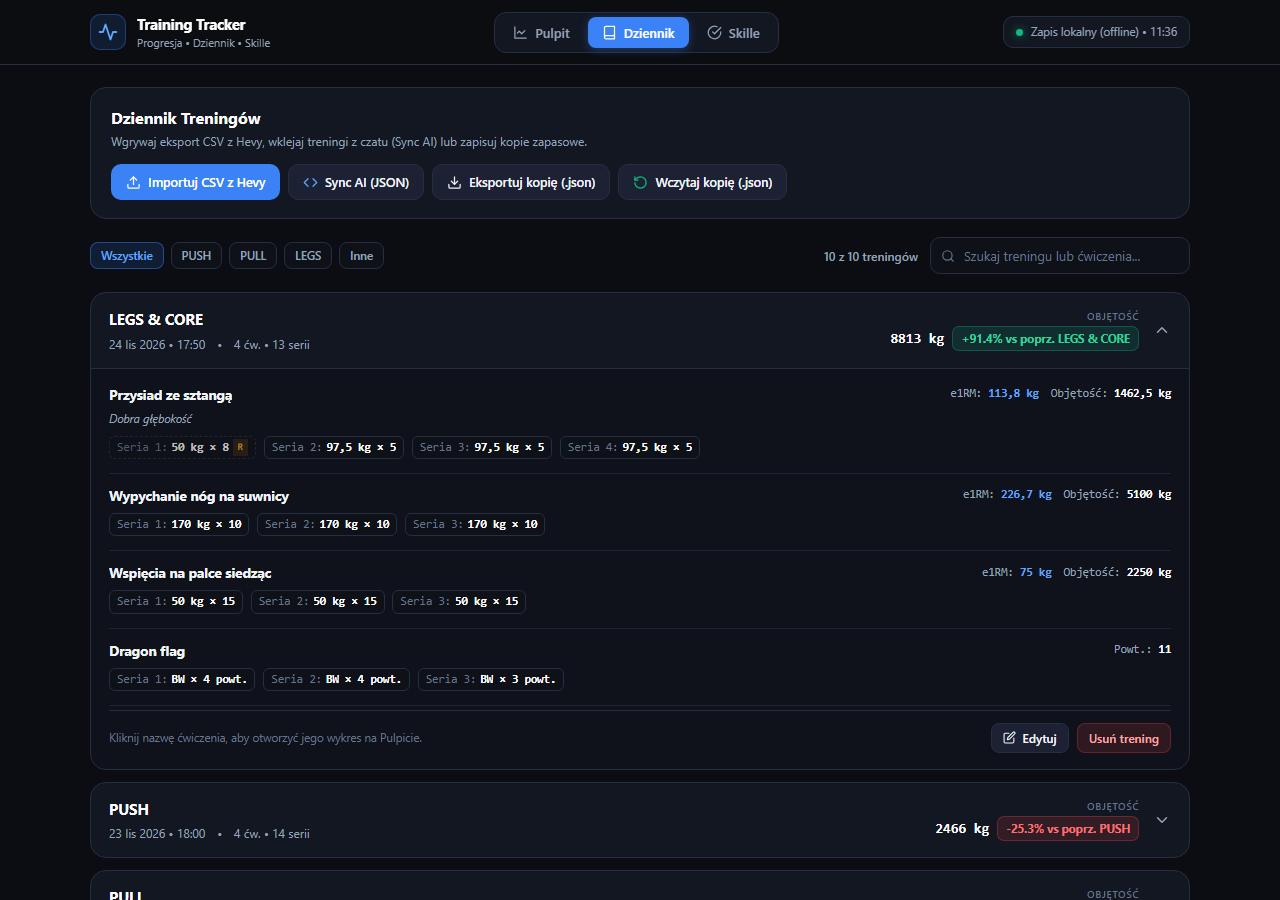 Training Tracker
Progresja • Dziennik • Skille
Pulpit
Dziennik
Skille
Zapis lokalny (offline) • 11:36
Dziennik Treningów
Wgrywaj eksport CSV z Hevy, wklejaj treningi z czatu (Sync AI) lub zapisuj kopie zapasowe.
Importuj CSV z Hevy
Sync AI (JSON)
Eksportuj kopię (.json)
Wczytaj kopię (.json)
Wszystkie
PUSH
PULL
LEGS
Inne
10 z 10 treningów
Szukaj treningu lub ćwiczenia...
LEGS & CORE
24 lis 2026 • 17:50 • 4 ćw. • 13 serii
OBJĘTOŚĆ
8813 kg
+91.4% vs poprz. LEGS & CORE
Przysiad ze sztangą
e1RM: 113,8 kg Objętość: 1462,5 kg
Dobra głębokość
Seria 1: 50 kg × 8 R
Seria 2: 97,5 kg × 5
Seria 3: 97,5 kg × 5
Seria 4: 97,5 kg × 5
Wypychanie nóg na suwnicy
e1RM: 226,7 kg Objętość: 5100 kg
Seria 1: 170 kg × 10
Seria 2: 170 kg × 10
Seria 3: 170 kg × 10
Wspięcia na palce siedząc
e1RM: 75 kg Objętość: 2250 kg
Seria 1: 50 kg × 15
Seria 2: 50 kg × 15
Seria 3: 50 kg × 15
Dragon flag
Powt.: 11
Seria 1: BW × 4 powt.
Seria 2: BW × 4 powt.
Seria 3: BW × 3 powt.
Kliknij nazwę ćwiczenia, aby otworzyć jego wykres na Pulpicie.
Edytuj
Usuń trening
PUSH
23 lis 2026 • 18:00 • 4 ćw. • 14 serii
OBJĘTOŚĆ
2466 kg
-25.3% vs poprz. PUSH
PULL
OBJĘTOŚĆ